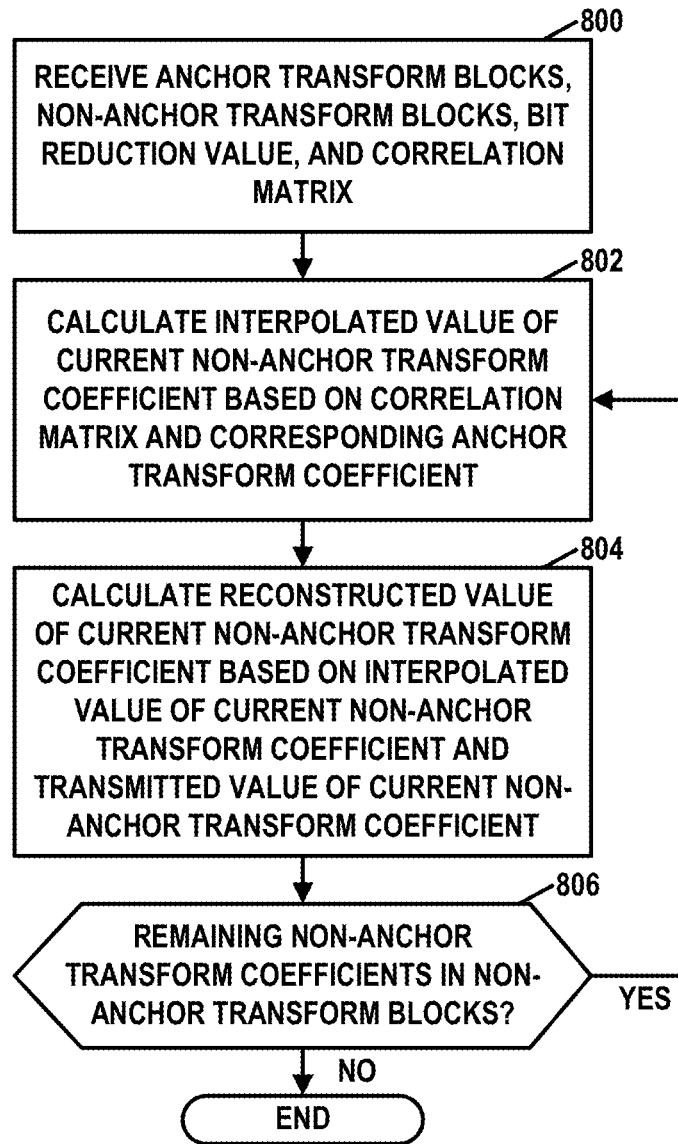 800
RECEIVE ANCHOR TRANSFORM BLOCKS,
NON-ANCHOR TRANSFORM BLOCKS, BIT
REDUCTION VALUE, AND CORRELATION
MATRIX
802
CALCULATE INTERPOLATED VALUE OF
CURRENT NON-ANCHOR TRANSFORM
COEFFICIENT BASED ON CORRELATION
MATRIX AND CORRESPONDING ANCHOR
TRANSFORM COEFFICIENT
804
CALCULATE RECONSTRUCTED VALUE
OF CURRENT NON-ANCHOR TRANSFORM
COEFFICIENT BASED ON INTERPOLATED
VALUE OF CURRENT NON-ANCHOR
TRANSFORM COEFFICIENT AND
TRANSMITTED VALUE OF CURRENT NON-
ANCHOR TRANSFORM COEFFICIENT
806
REMAINING NON-ANCHOR
TRANSFORM COEFFICIENTS IN NON-
ANCHOR TRANSFORM BLOCKS?
YES
NO
END